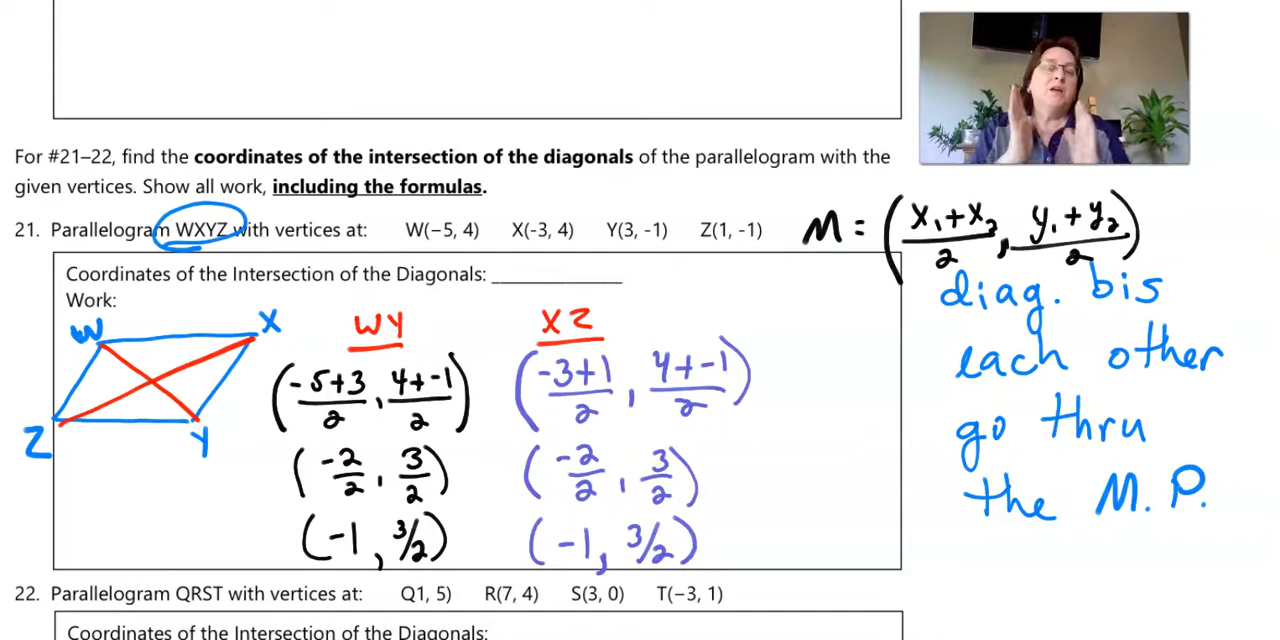 For #21–22, find the coordinates of the intersection of the diagonals of the parallelogram with the
given vertices. Show all work, including the formulas.
21. Parallelogram WXYZ with vertices at: W(−5, 4) X(-3, 4) Y(3, -1) Z(1, -1)
M = (x₁+x₂/2, y₁+y₂/2)
Coordinates of the Intersection of the Diagonals: ______________
Work:
diag. bis
each other
go thru
the M.P.
W X
Z Y
WY
(-5+3/2, 4+-1/2)
(-2/2, 3/2)
(-1, 3/2)
XZ
(-3+1/2, 4+-1/2)
(-2/2, 3/2)
(-1, 3/2)
22. Parallelogram QRST with vertices at: Q1, 5) R(7, 4) S(3, 0) T(−3, 1)
Coordinates of the Intersection of the Diagonals: